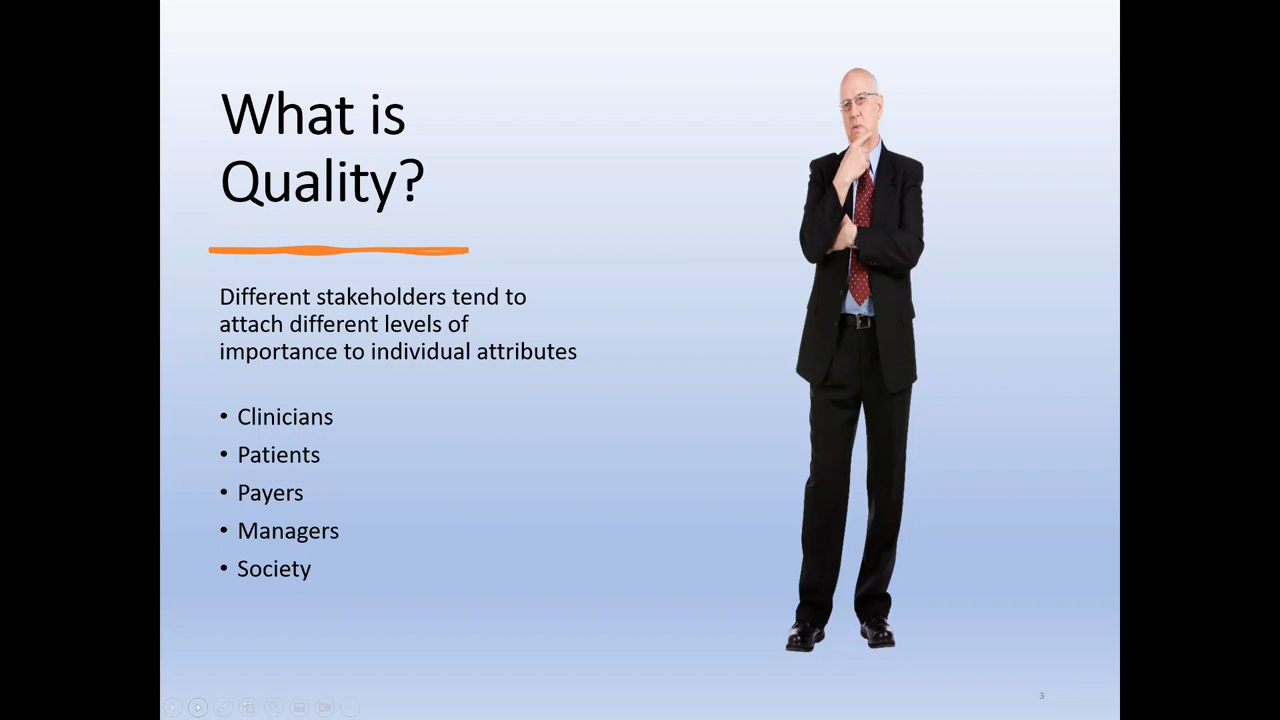 What is
Quality?
Different stakeholders tend to
attach different levels of
importance to individual attributes
• Clinicians
• Patients
• Payers
• Managers
• Society
3